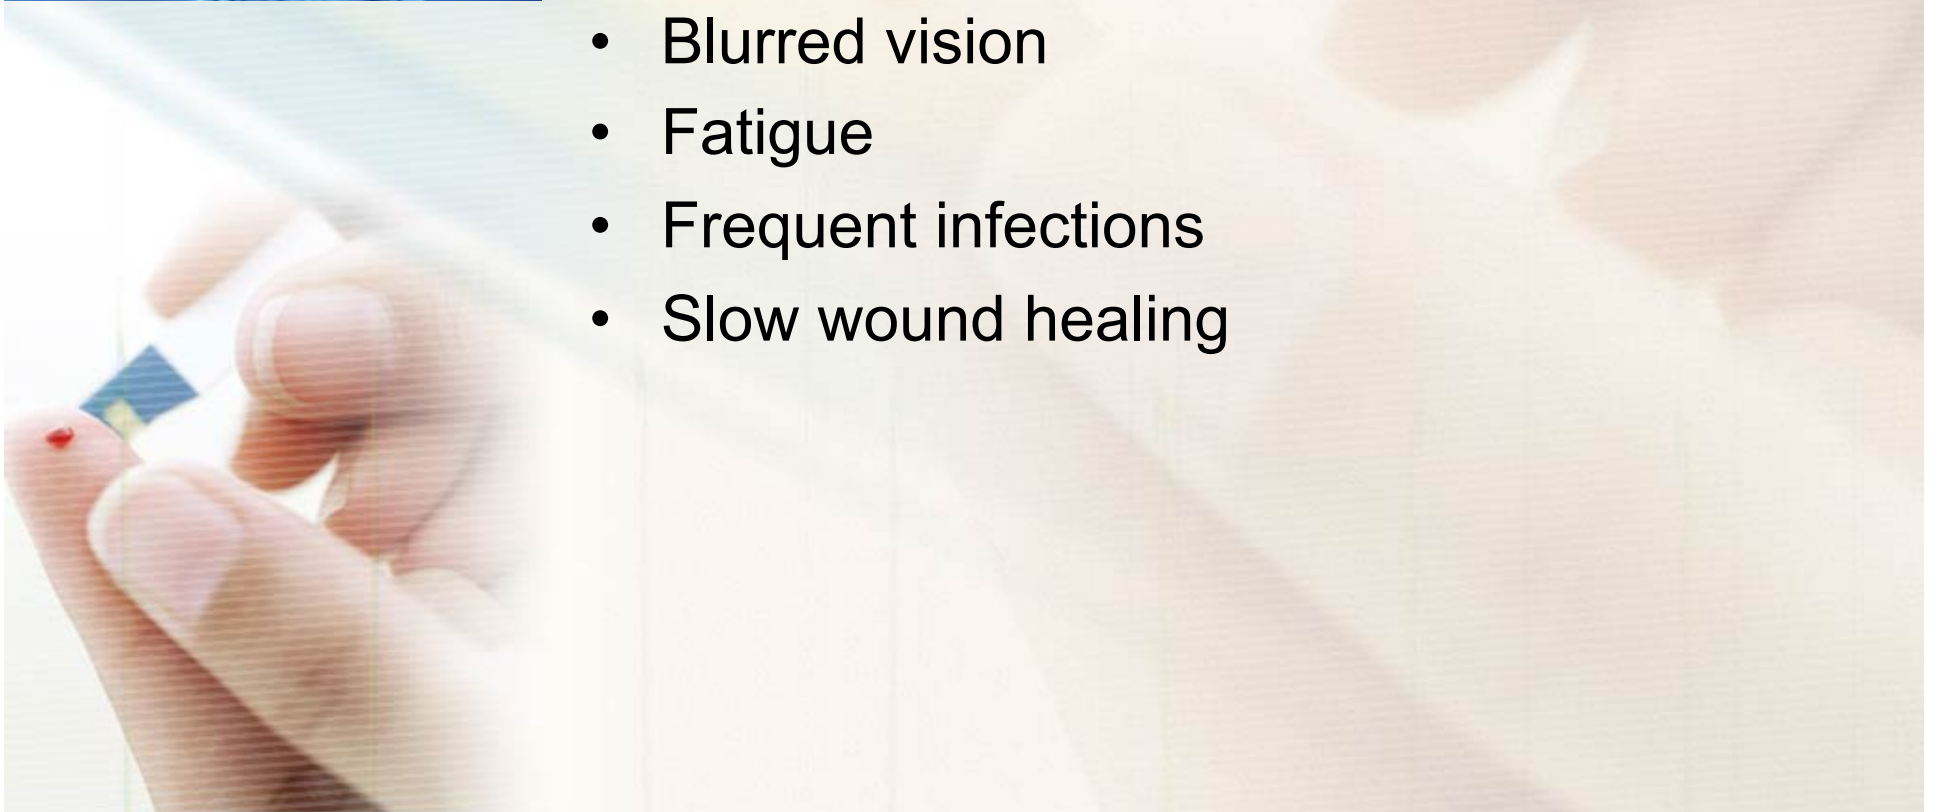 • Blurred vision
• Fatigue
• Frequent infections
• Slow wound healing